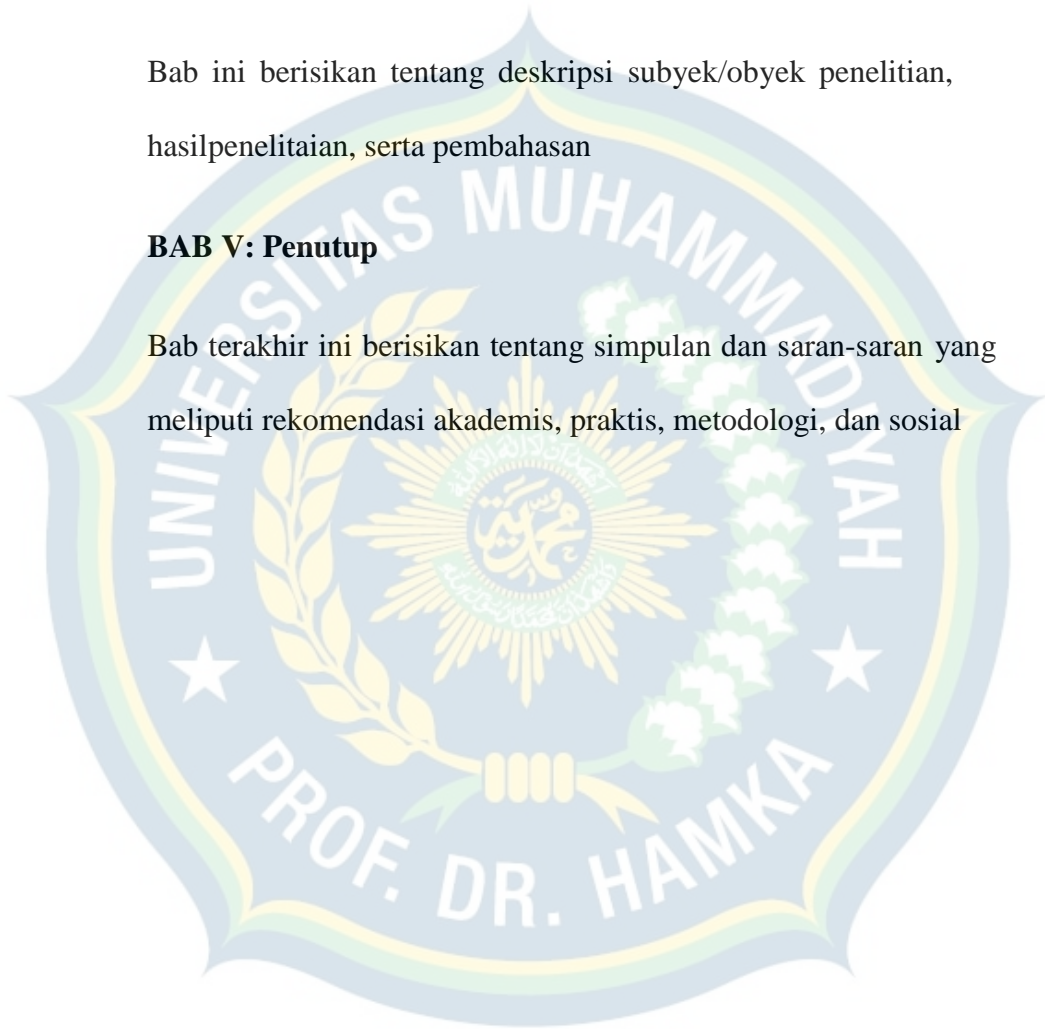 Bab ini berisikan tentang deskripsi subyek/obyek penelitian,
hasilpenelitaian, serta pembahasan
BAB V: Penutup
Bab terakhir ini berisikan tentang simpulan dan saran-saran yang
meliputi rekomendasi akademis, praktis, metodologi, dan sosial
UNIVERSITAS MUHAMMADIYAH
PROF. DR. HAMKA